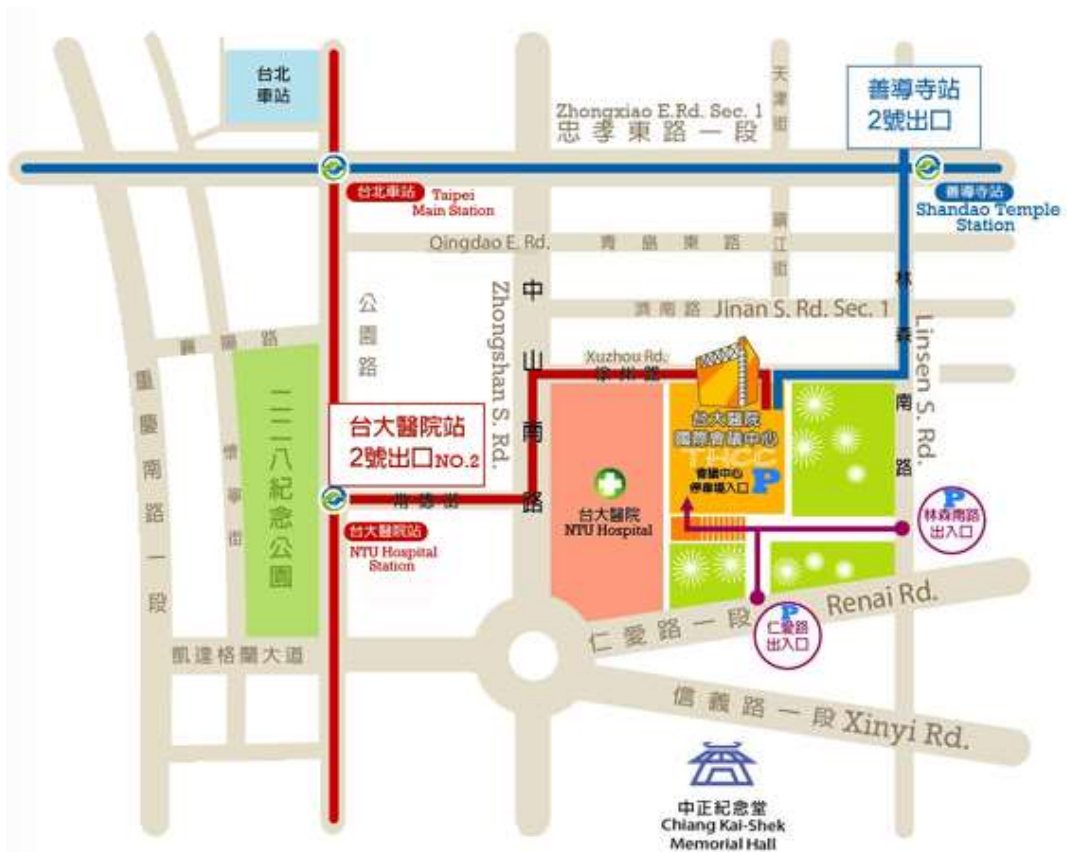 台北
車站
天津街
善導寺站
2號出口
Zhongxiao E.Rd. Sec. 1
忠孝東路一段
台北車站
Taipei
Main Station
善導寺站
Shandao Temple
Station
Qingdao E. Rd.
青島東路
鎮江街
公園路
Zhongshan S. Rd.
中山南路
濟南路
Jinan S. Rd. Sec. 1
林森南路
Linsen S. Rd.
襄陽路
Xuzhou Rd.
徐州路
重慶南路一段
懷寧街
二二八紀念公園
台大醫院站
2號出口NO.2
常德街
台大醫院
國際會議中心
THCC
會議中心
停車場入口
P
台大醫院
NTU Hospital
台大醫院站
NTU Hospital
Station
P
林森南路
出入口
Renai Rd.
仁愛路一段
P
仁愛路
出入口
凱達格蘭大道
信義路一段
Xinyi Rd.
中正紀念堂
Chiang Kai-Shek
Memorial Hall